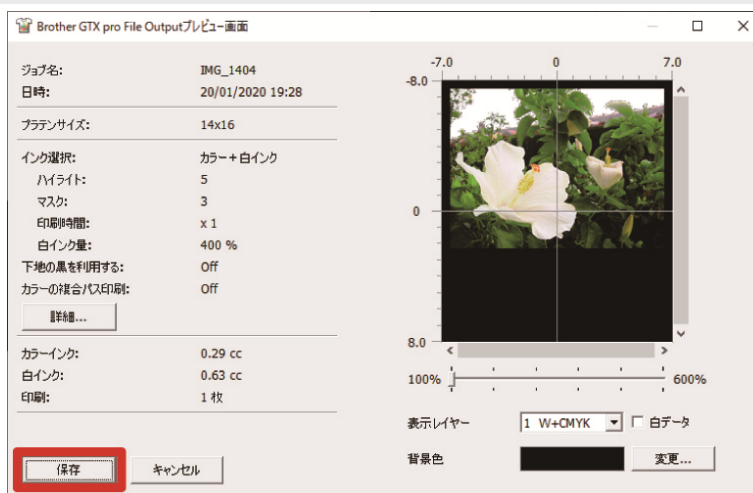 Brother GTX pro File Outputプレビュー画面
ジョブ名: IMG_1404
日時: 20/01/2020 19:28
プラテンサイズ: 14x16
インク選択: カラー+白インク
ハイライト: 5
マスク: 3
印刷時間: x 1
白インク量: 400 %
下地の黒を利用する: Off
カラーの複合パス印刷: Off
詳細...
カラーインク: 0.29 cc
白インク: 0.63 cc
印刷: 1 枚
保存 キャンセル
-7.0 0 7.0
-8.0
0
8.0
100% 600%
表示レイヤー 1 W+CMYK 白データ
背景色 変更...